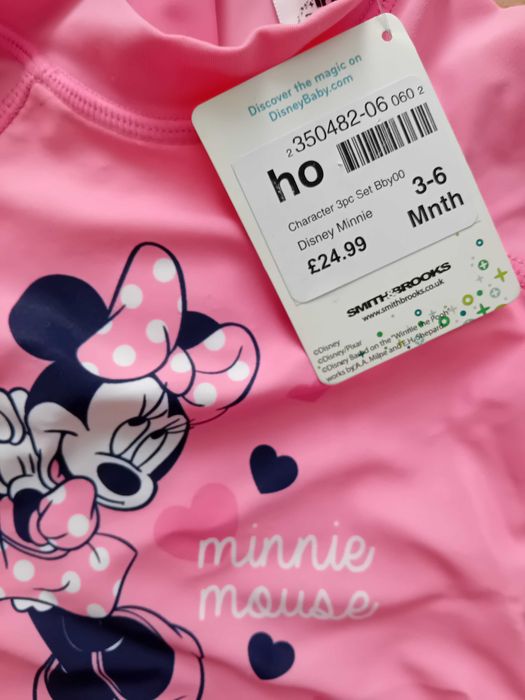 Discover the magic on
DisneyBaby.com
2 350482-06 060 2
ho
Character 3pc Set Bby00
Disney Minnie
£24.99
3-6
Mnth
SMITH&BROOKS
www.smithbrooks.co.uk
©Disney
©Disney/Pixar
©Disney Based on the "Winnie the Pooh"
works by A.A. Milne and E.H. Shepard
minnie
mouse